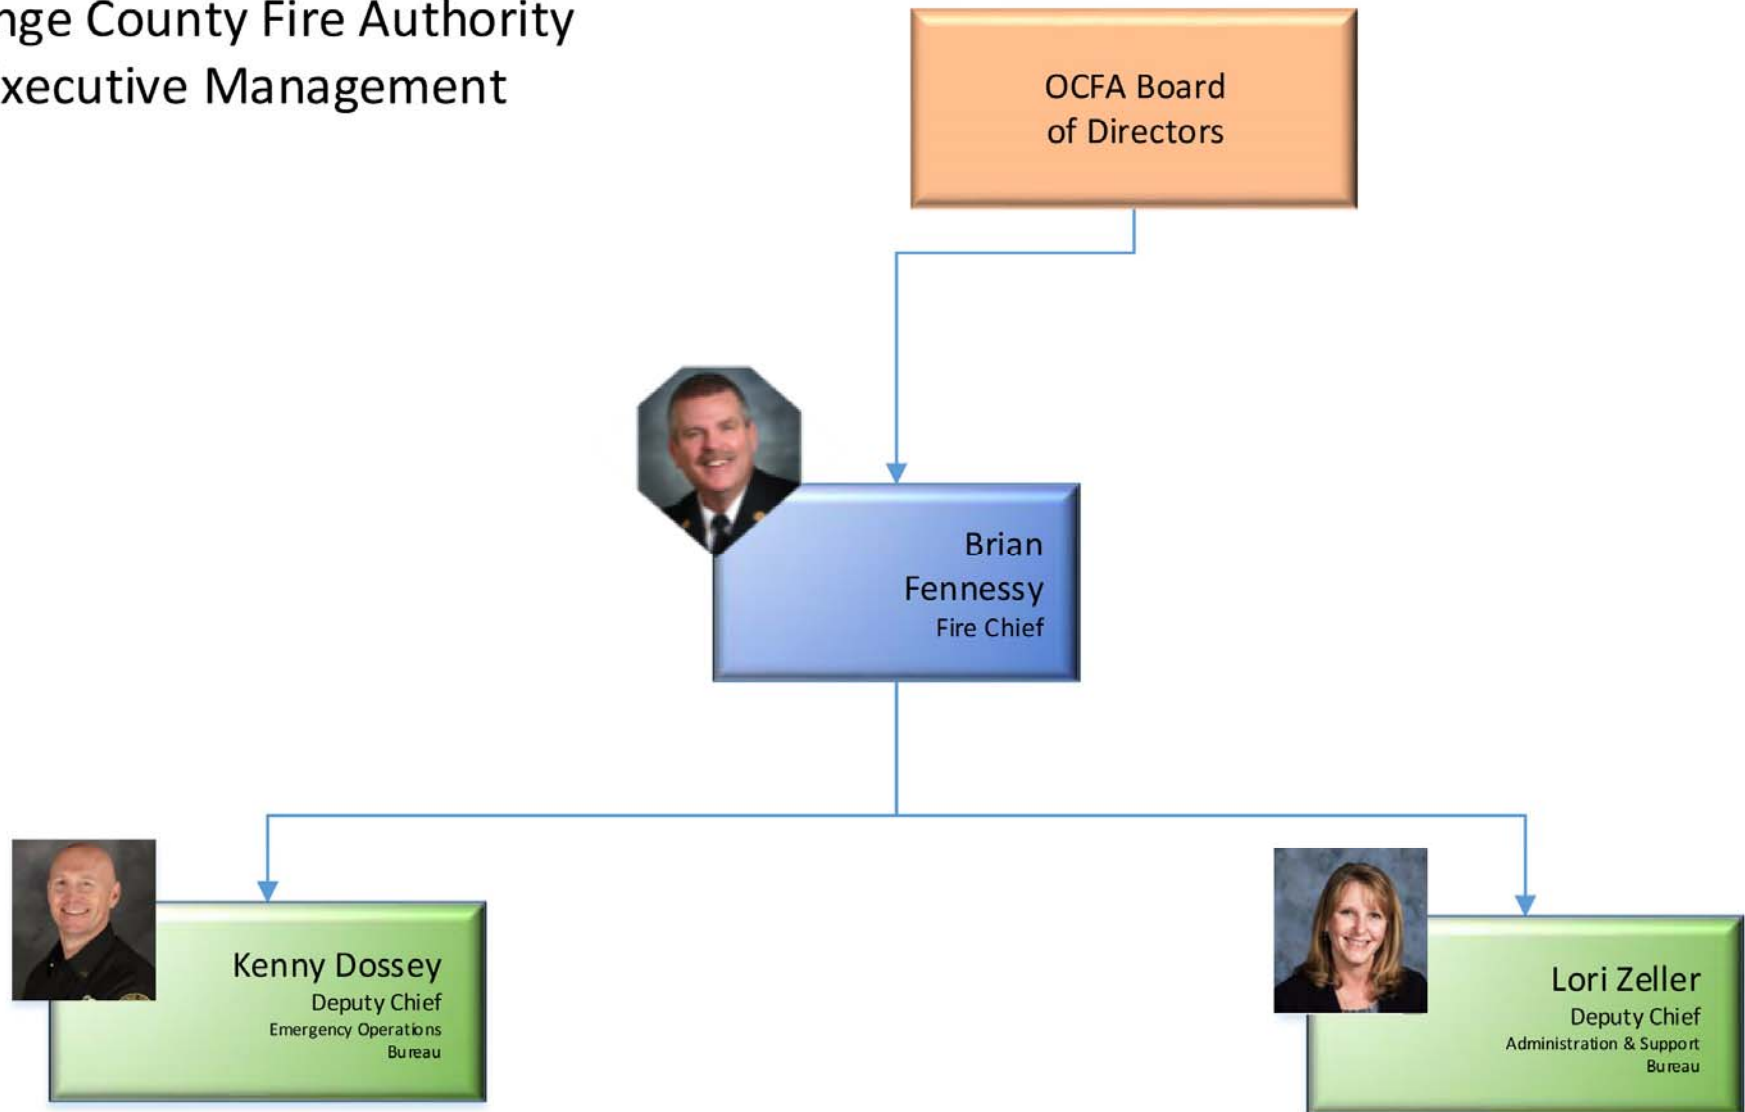 nge County Fire Authority
xecutive Management
OCFA Board
of Directors
Brian
Fennessy
Fire Chief
Kenny Dossey
Deputy Chief
Emergency Operations
Bureau
Lori Zeller
Deputy Chief
Administration & Support
Bureau